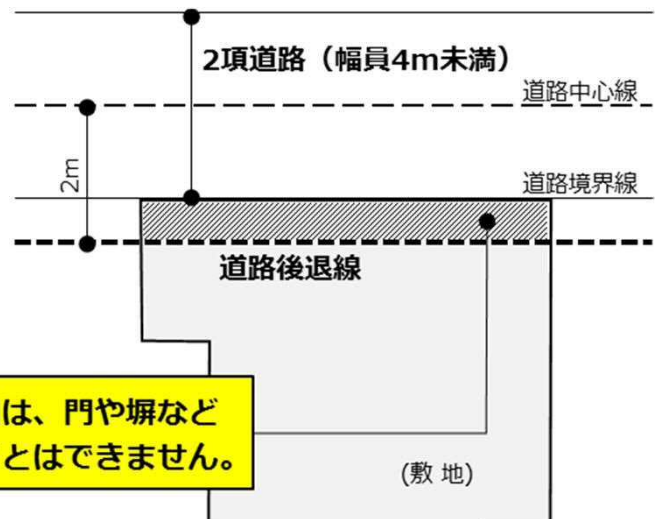 2項道路（幅員4m未満）
道路中心線
2m
道路境界線
道路後退線
は、門や塀など
とはできません。
(敷 地)